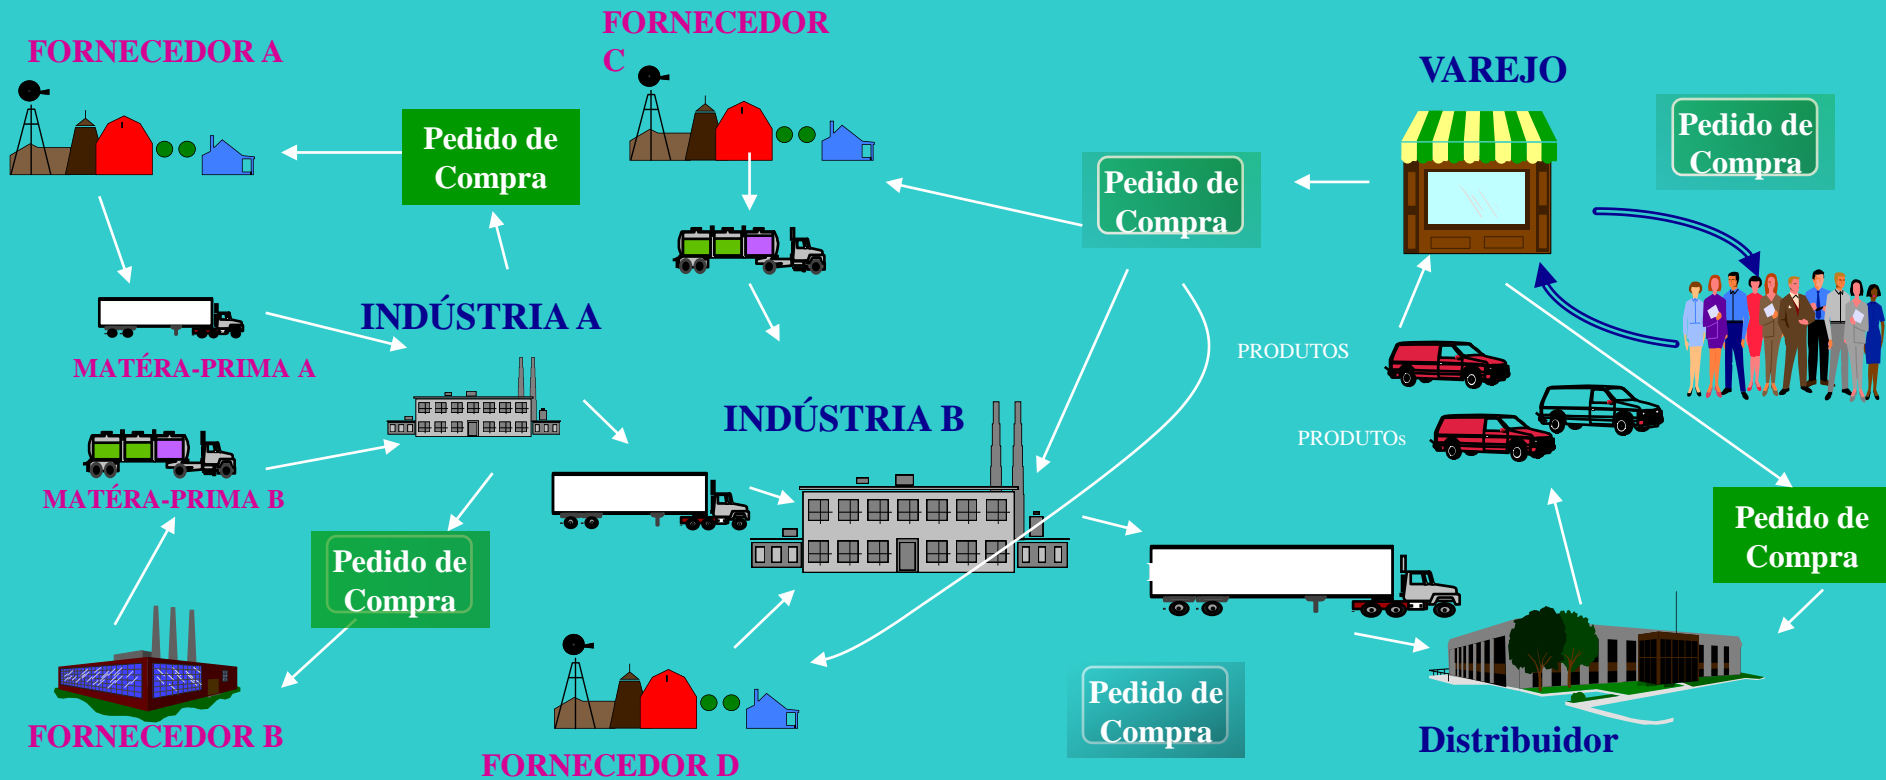 FORNECEDOR A
FORNECEDOR
C
VAREJO
Pedido de
Compra
Pedido de
Compra
Pedido de
Compra
INDÚSTRIA A
MATÉRA-PRIMA A
PRODUTOS
INDÚSTRIA B
PRODUTOs
MATÉRA-PRIMA B
Pedido de
Compra
Pedido de
Compra
Pedido de
Compra
FORNECEDOR B
Distribuidor
FORNECEDOR D